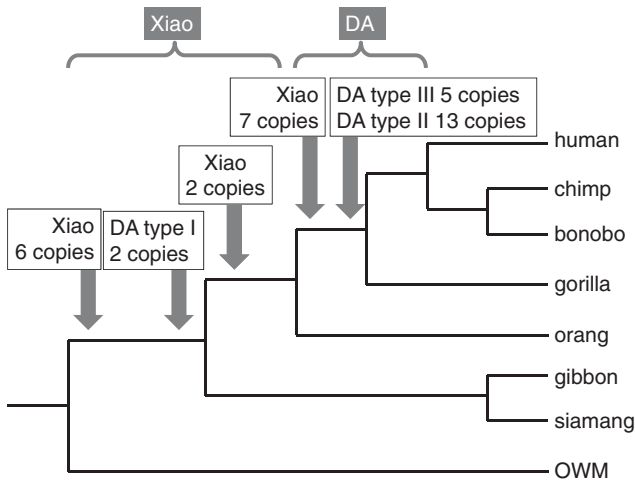 Xiao
DA
Xiao
7 copies
DA type III 5 copies
DA type II 13 copies
Xiao
2 copies
Xiao
6 copies
DA type I
2 copies
human
chimp
bonobo
gorilla
orang
gibbon
siamang
OWM